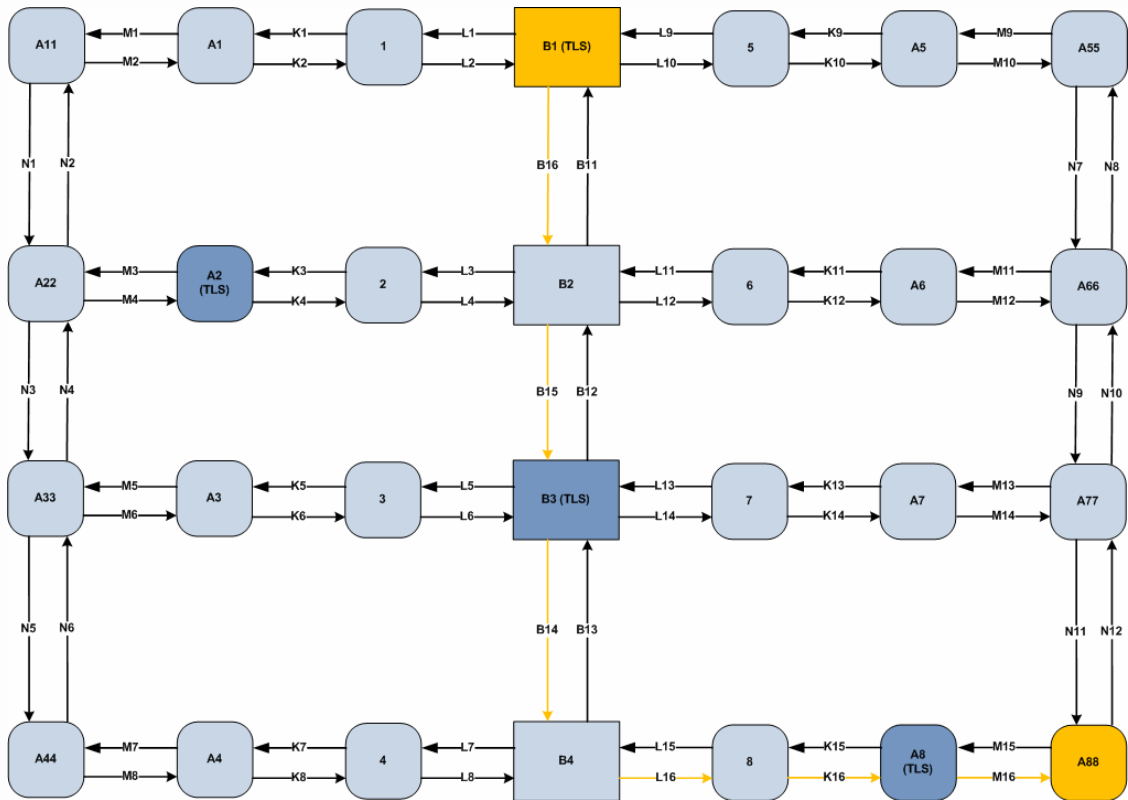 M1 K1 L1 L9 K9 M9
A11 A1 1 B1 (TLS) 5 A5 A55
M2 K2 L2 L10 K10 M10
N1 N2 B16 B11 N7 N8
M3 K3 L3 L11 K11 M11
A22 A2 2 B2 6 A6 A66
(TLS)
M4 K4 L4 L12 K12 M12
N3 N4 B15 B12 N9 N10
M5 K5 L5 L13 K13 M13
A33 A3 3 B3 (TLS) 7 A7 A77
M6 K6 L6 L14 K14 M14
N5 N6 B14 B13 N11 N12
M7 K7 L7 L15 K15 M15
A44 A4 4 B4 8 A8 A88
(TLS)
M8 K8 L8 L16 K16 M16